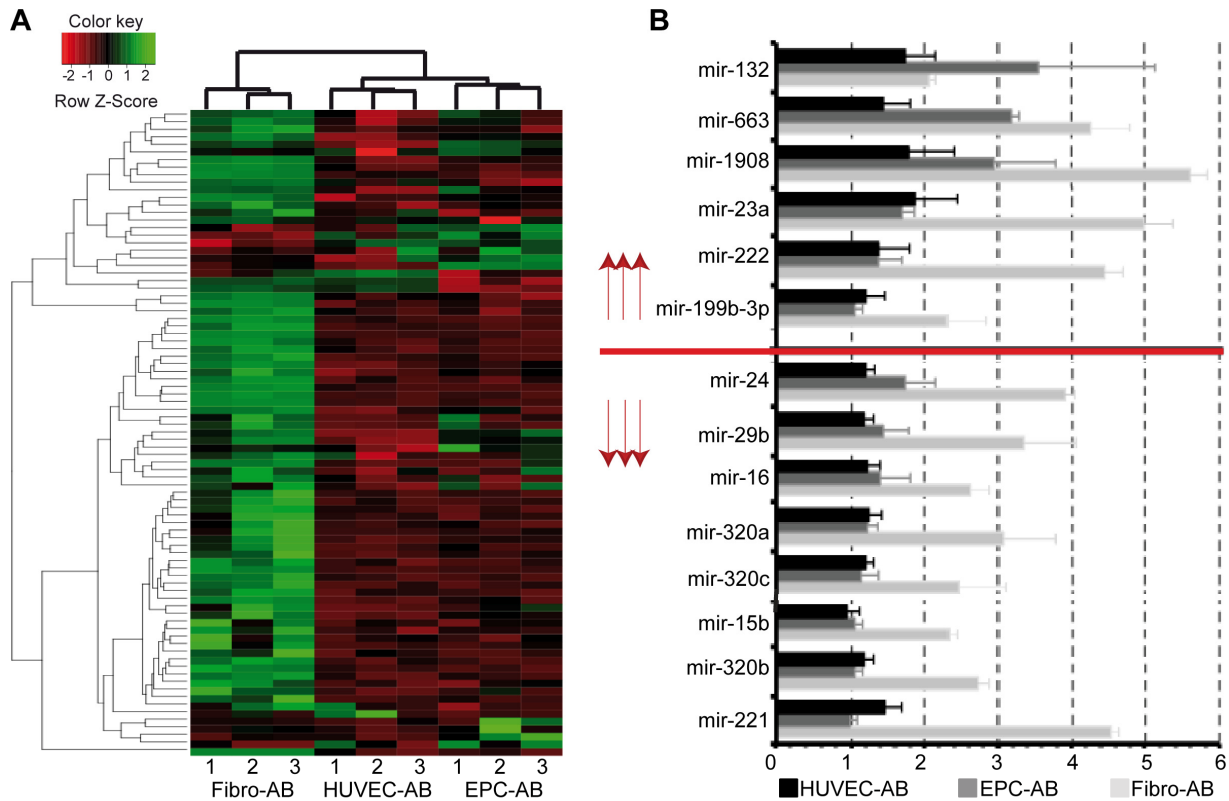 A
Color key
-2 -1 0 1 2
Row Z-Score
1 2 3 1 2 3 1 2 3
Fibro-AB HUVEC-AB EPC-AB
B
mir-132
mir-663
mir-1908
mir-23a
mir-222
mir-199b-3p
mir-24
mir-29b
mir-16
mir-320a
mir-320c
mir-15b
mir-320b
mir-221
0 1 2 3 4 5 6
HUVEC-AB EPC-AB Fibro-AB